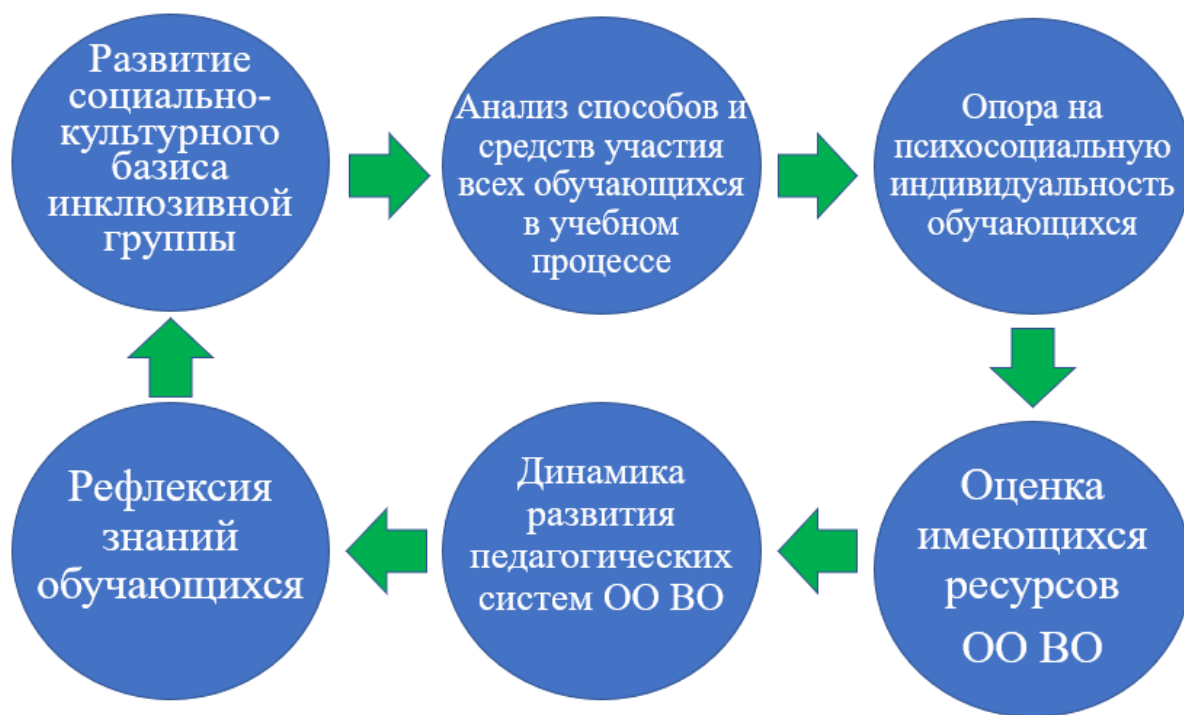 Развитие
социально-
культурного
базиса
инклюзивной
группы
Анализ способов и
средств участия
всех обучающихся
в учебном
процессе
Опора на
психосоциальную
индивидуальность
обучающихся
Рефлексия
знаний
обучающихся
Динамика
развития
педагогических
систем ОО ВО
Оценка
имеющихся
ресурсов
ОО ВО